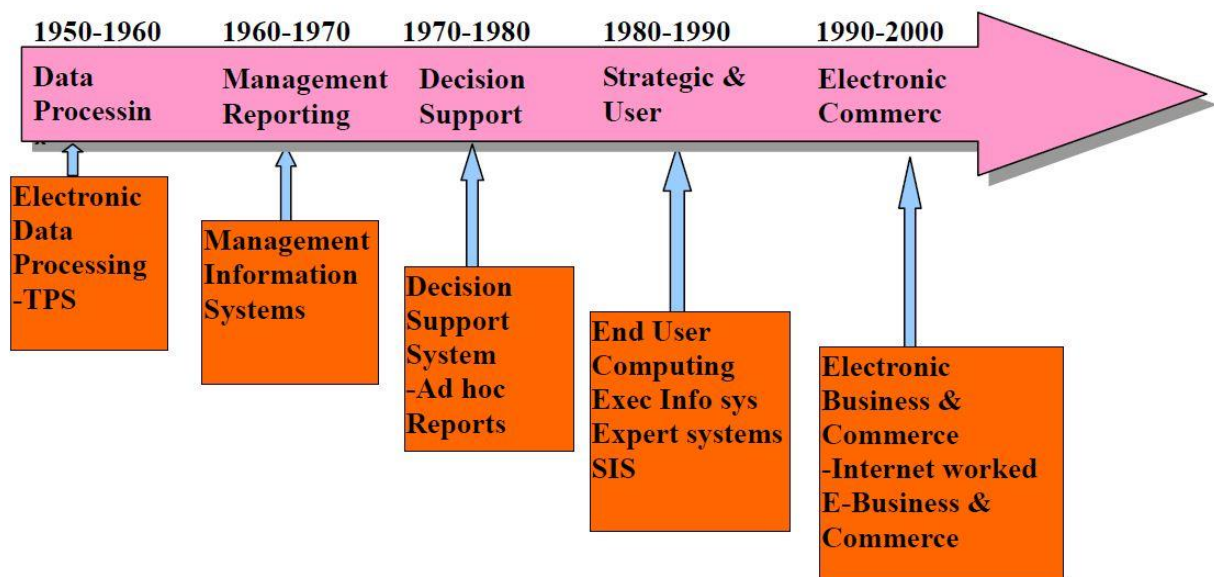 1950-1960
1960-1970
1970-1980
1980-1990
1990-2000
Data
Processin
Management
Reporting
Decision
Support
Strategic &
User
Electronic
Commerc
Electronic
Data
Processing
-TPS
Management
Information
Systems
Decision
Support
System
-Ad hoc
Reports
End User
Computing
Exec Info sys
Expert systems
SIS
Electronic
Business &
Commerce
-Internet worked
E-Business &
Commerce